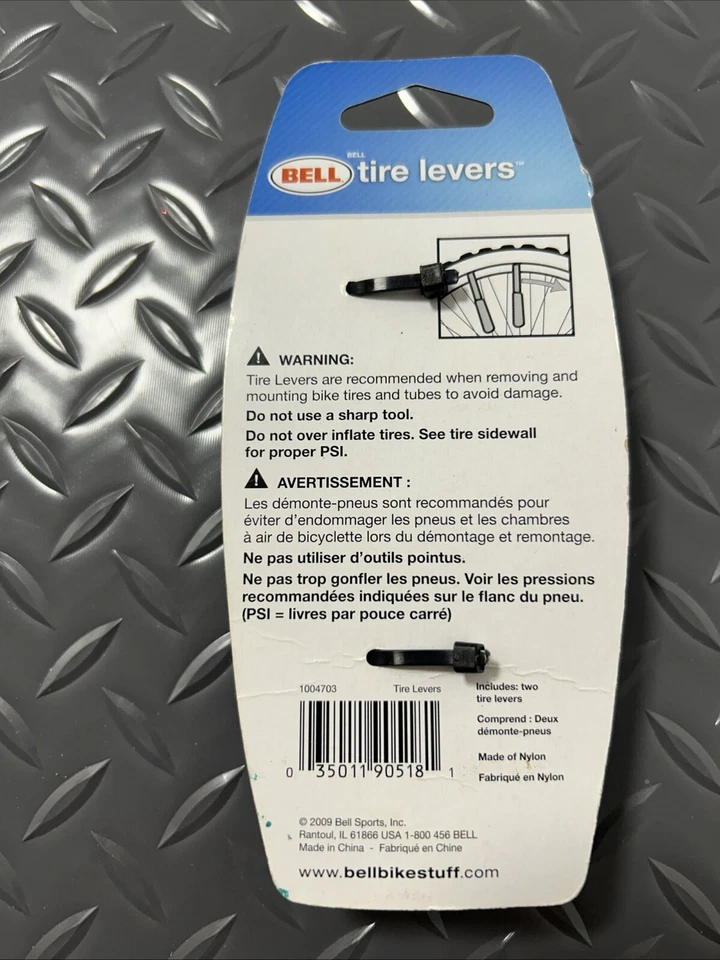 BELL
BELL
tire levers™
WARNING:
Tire Levers are recommended when removing and
mounting bike tires and tubes to avoid damage.
Do not use a sharp tool.
Do not over inflate tires. See tire sidewall
for proper PSI.
AVERTISSEMENT :
Les démonte-pneus sont recommandés pour
éviter d'endommager les pneus et les chambres
à air de bicyclette lors du démontage et remontage.
Ne pas utiliser d'outils pointus.
Ne pas trop gonfler les pneus. Voir les pressions
recommandées indiquées sur le flanc du pneu.
(PSI = livres par pouce carré)
1004703 Tire Levers
0 35011 90518 1
Includes: two
tire levers
Comprend : Deux
démonte-pneus
Made of Nylon
Fabriqué en Nylon
© 2009 Bell Sports, Inc.
Rantoul, IL 61866 USA 1-800 456 BELL
Made in China - Fabriqué en Chine
www.bellbikestuff.com